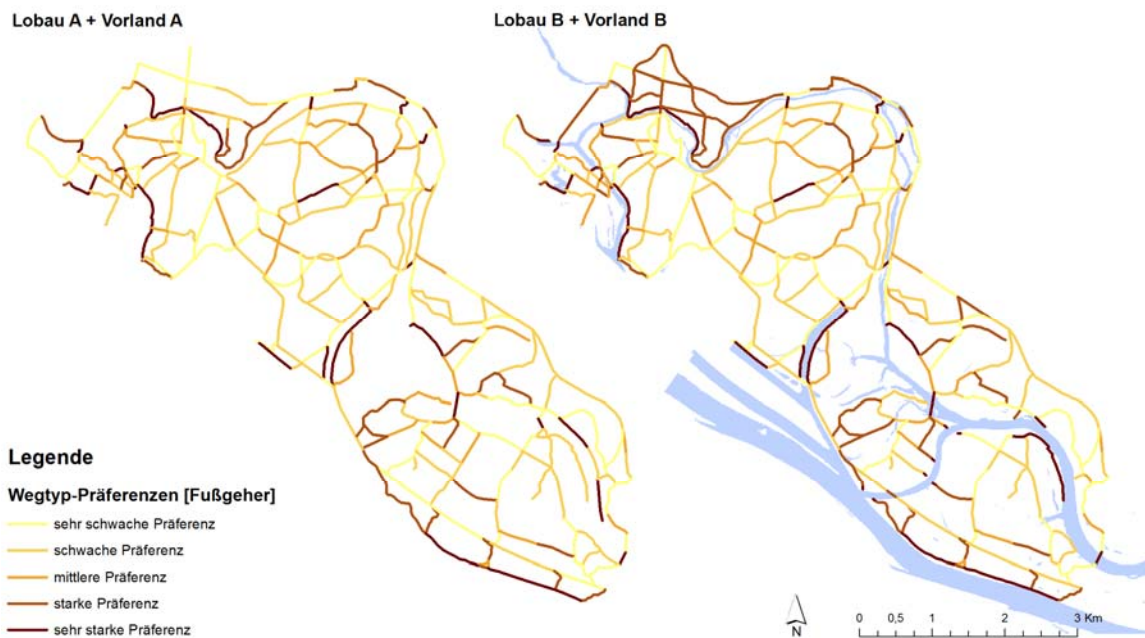 Lobau A + Vorland A
Lobau B + Vorland B
Legende
Wegtyp-Präferenzen [Fußgeher]
sehr schwache Präferenz
schwache Präferenz
mittlere Präferenz
starke Präferenz
sehr starke Präferenz
N
0 0,5 1 2 3 Km